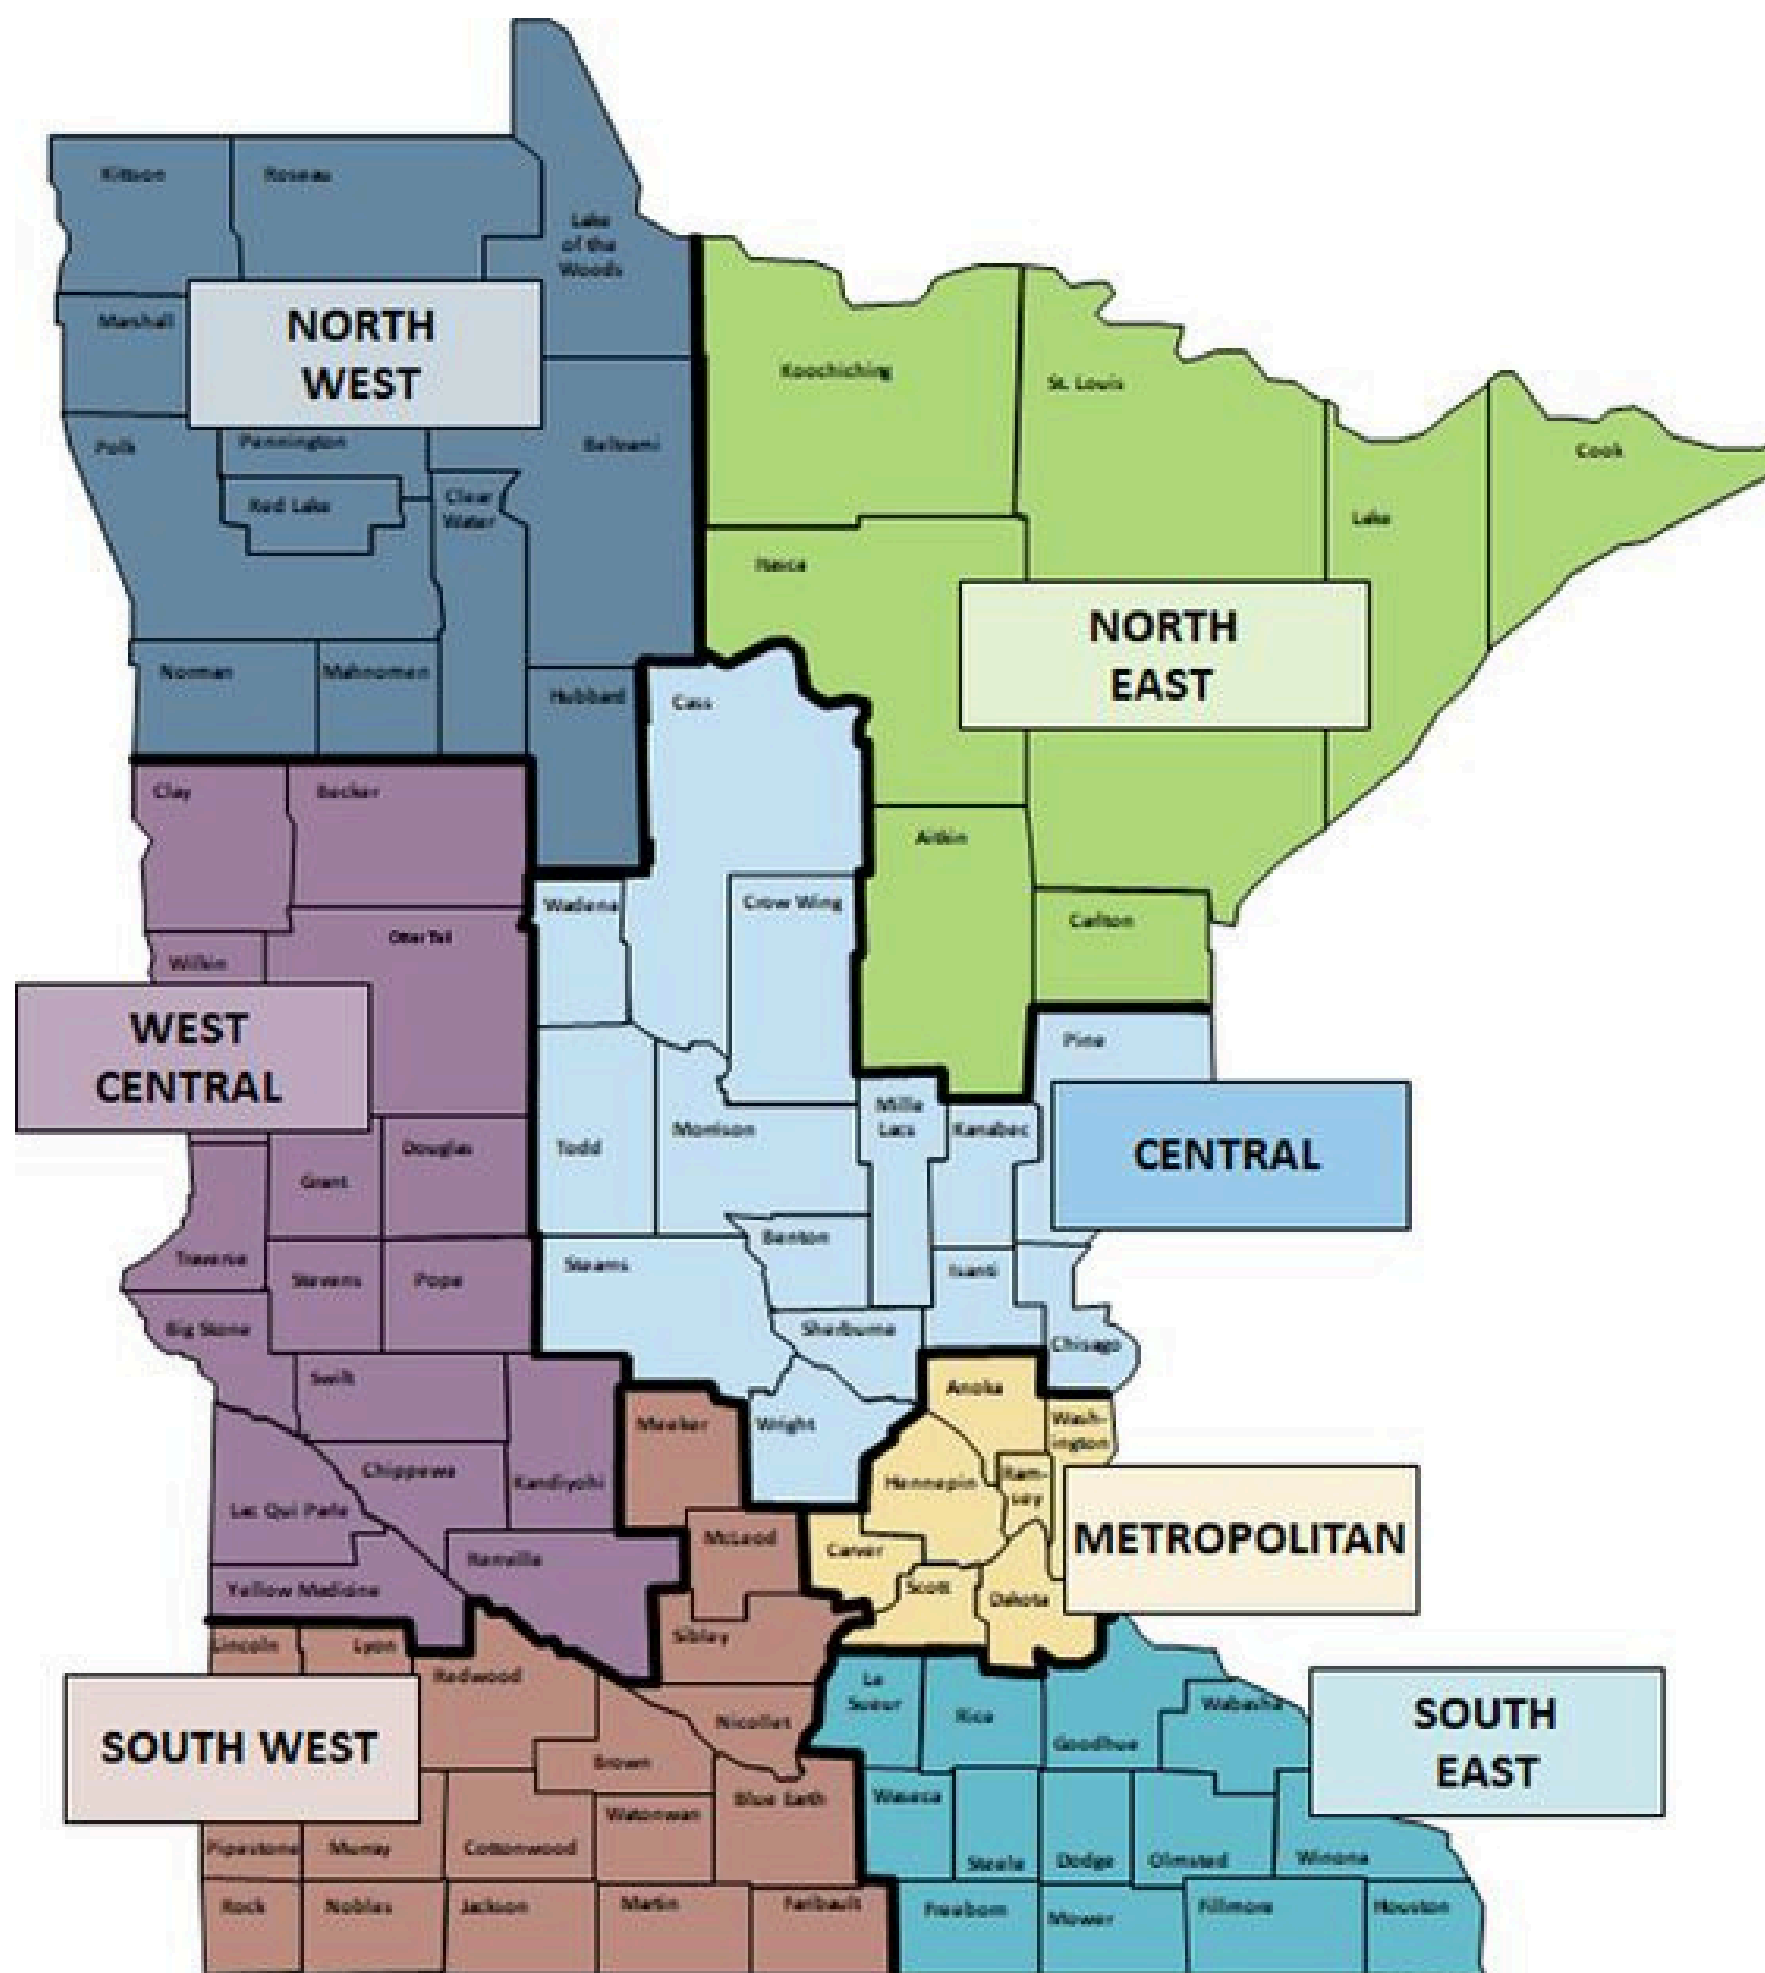 Kittson
Roseau
Lake
of the
Woods
Marshall
NORTH
WEST
Koochiching
St. Louis
Polk
Pennington
Beltrami
Cook
Red Lake
Clear
Water
Lake
Itasca
NORTH
EAST
Norman
Mahnomen
Hubbard
Cass
Clay
Becker
Aitkin
Wadena
Crow Wing
Carlton
Otter Tail
Wilkin
WEST
CENTRAL
Pine
Mille
Lacs
Kanabec
Morrison
Todd
Douglas
Grant
CENTRAL
Benton
Traverse
Stevens
Pope
Stearns
Isanti
Big Stone
Sherburne
Chisago
Swift
Anoka
Meeker
Wright
Wash-
ington
Chippewa
Kandiyohi
Hennepin
Ram-
sey
Lac Qui Parle
McLeod
METROPOLITAN
Renville
Carver
Yellow Medicine
Scott
Dakota
Lincoln
Lyon
Sibley
Redwood
Le
Sueur
Rice
Goodhue
Wabasha
SOUTH
EAST
Nicollet
SOUTH WEST
Brown
Waseca
Blue Earth
Watonwan
Pipestone
Murray
Cottonwood
Steele
Dodge
Olmsted
Winona
Rock
Nobles
Jackson
Martin
Faribault
Freeborn
Mower
Fillmore
Houston